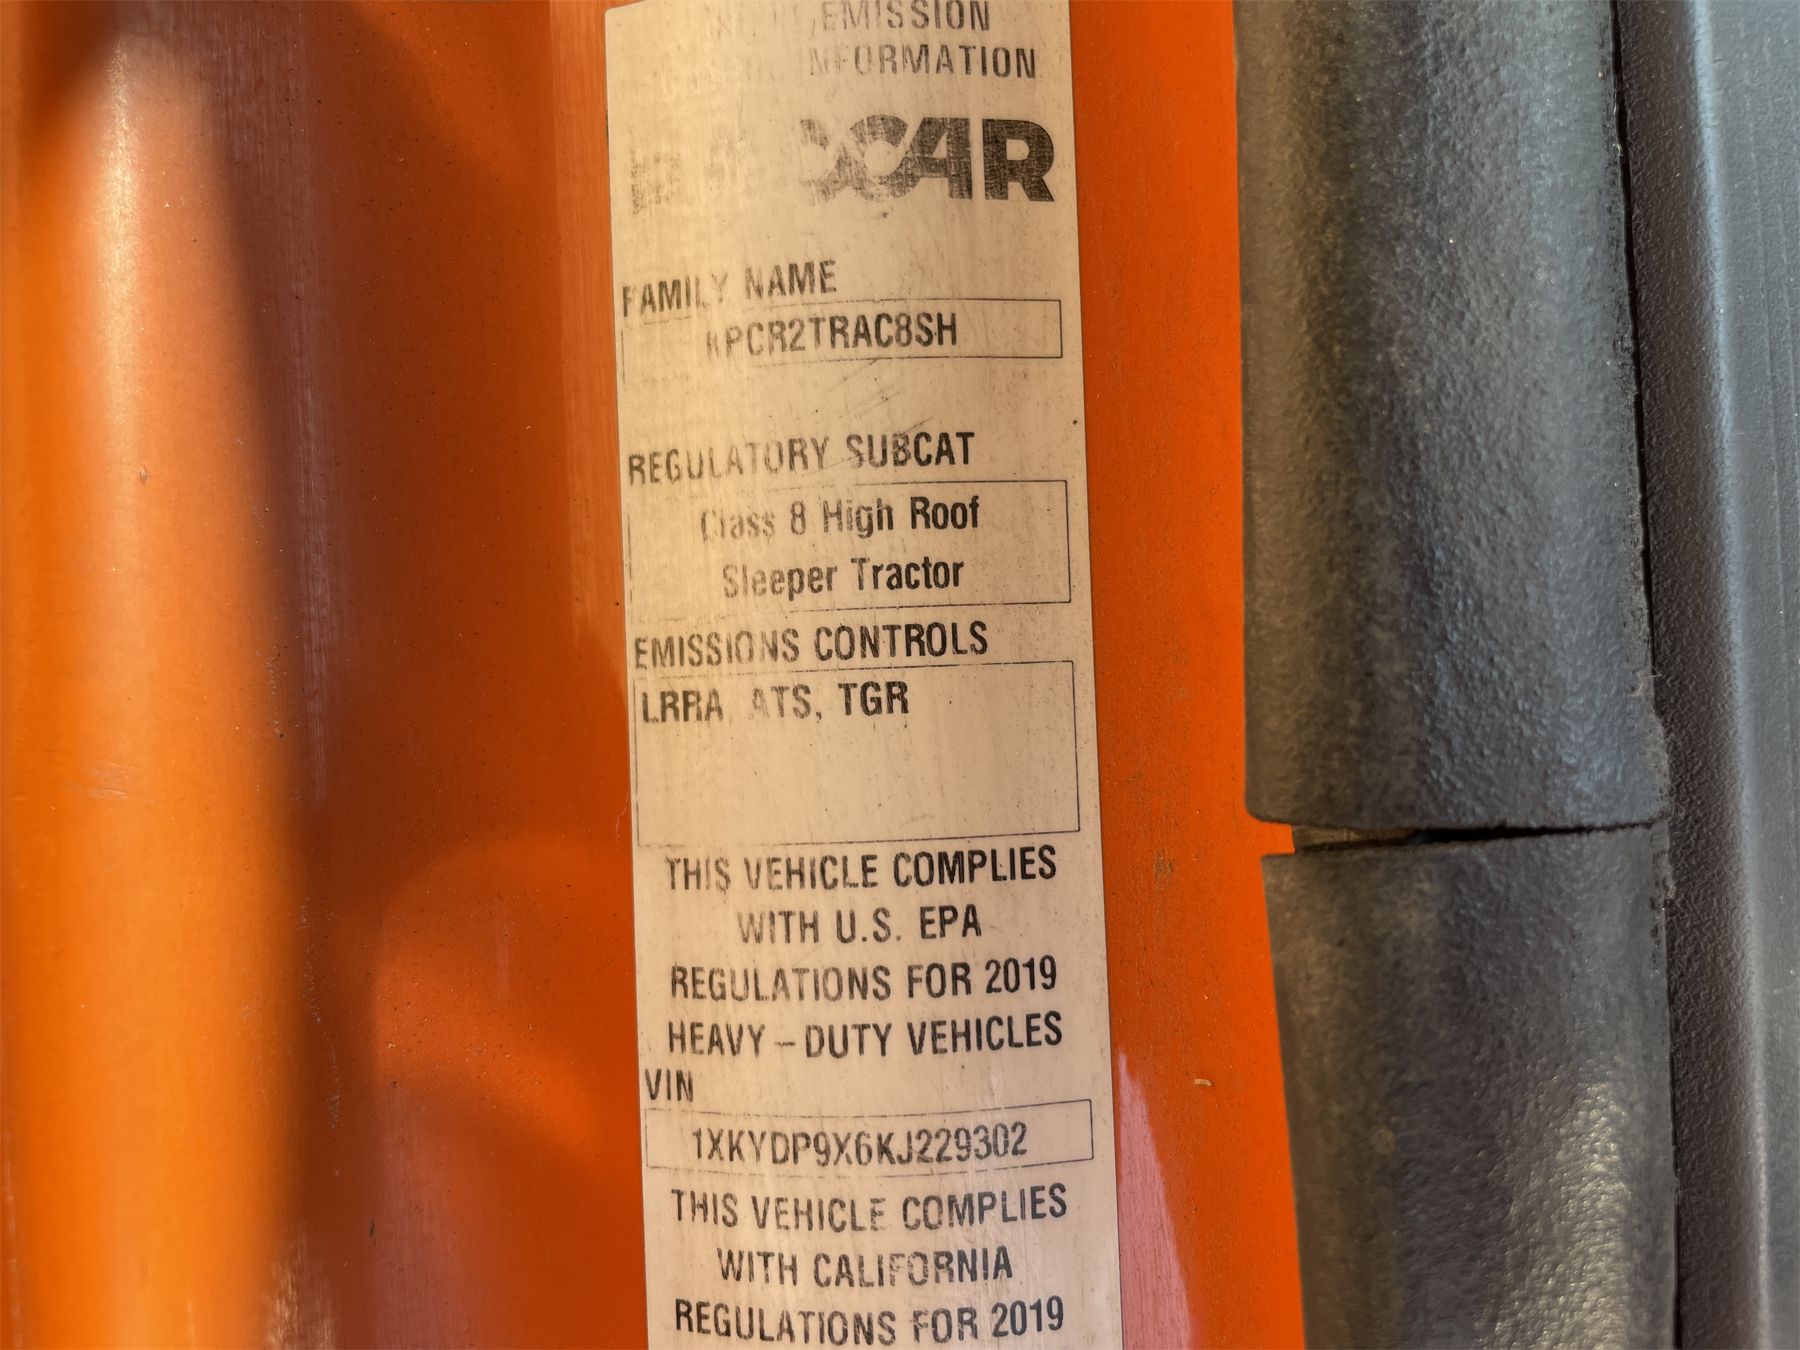 EMISSION
INFORMATION
FAMILY NAME
KPCR2TRAC8SH
REGULATORY SUBCAT
Class 8 High Roof
Sleeper Tractor
EMISSIONS CONTROLS
LRRA, ATS, TGR
THIS VEHICLE COMPLIES
WITH U.S. EPA
REGULATIONS FOR 2019
HEAVY-DUTY VEHICLES
VIN
1XKYDP9X6KJ229302
THIS VEHICLE COMPLIES
WITH CALIFORNIA
REGULATIONS FOR 2019